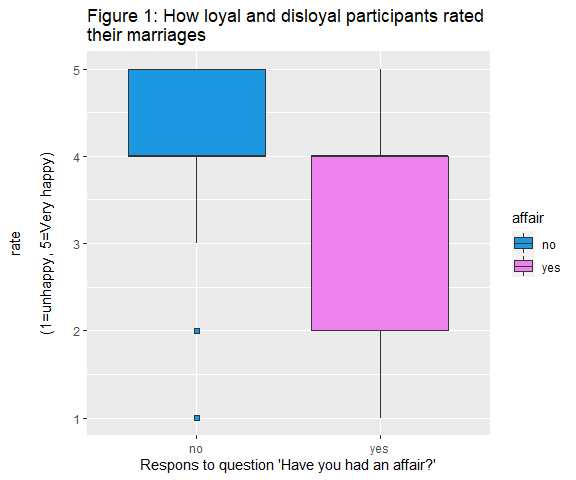 Figure 1: How loyal and disloyal participants rated
their marriages
rate
(1=unhappy, 5=Very happy)
5
4
3
2
1
no
yes
Respons to question 'Have you had an affair?'
affair
no
yes